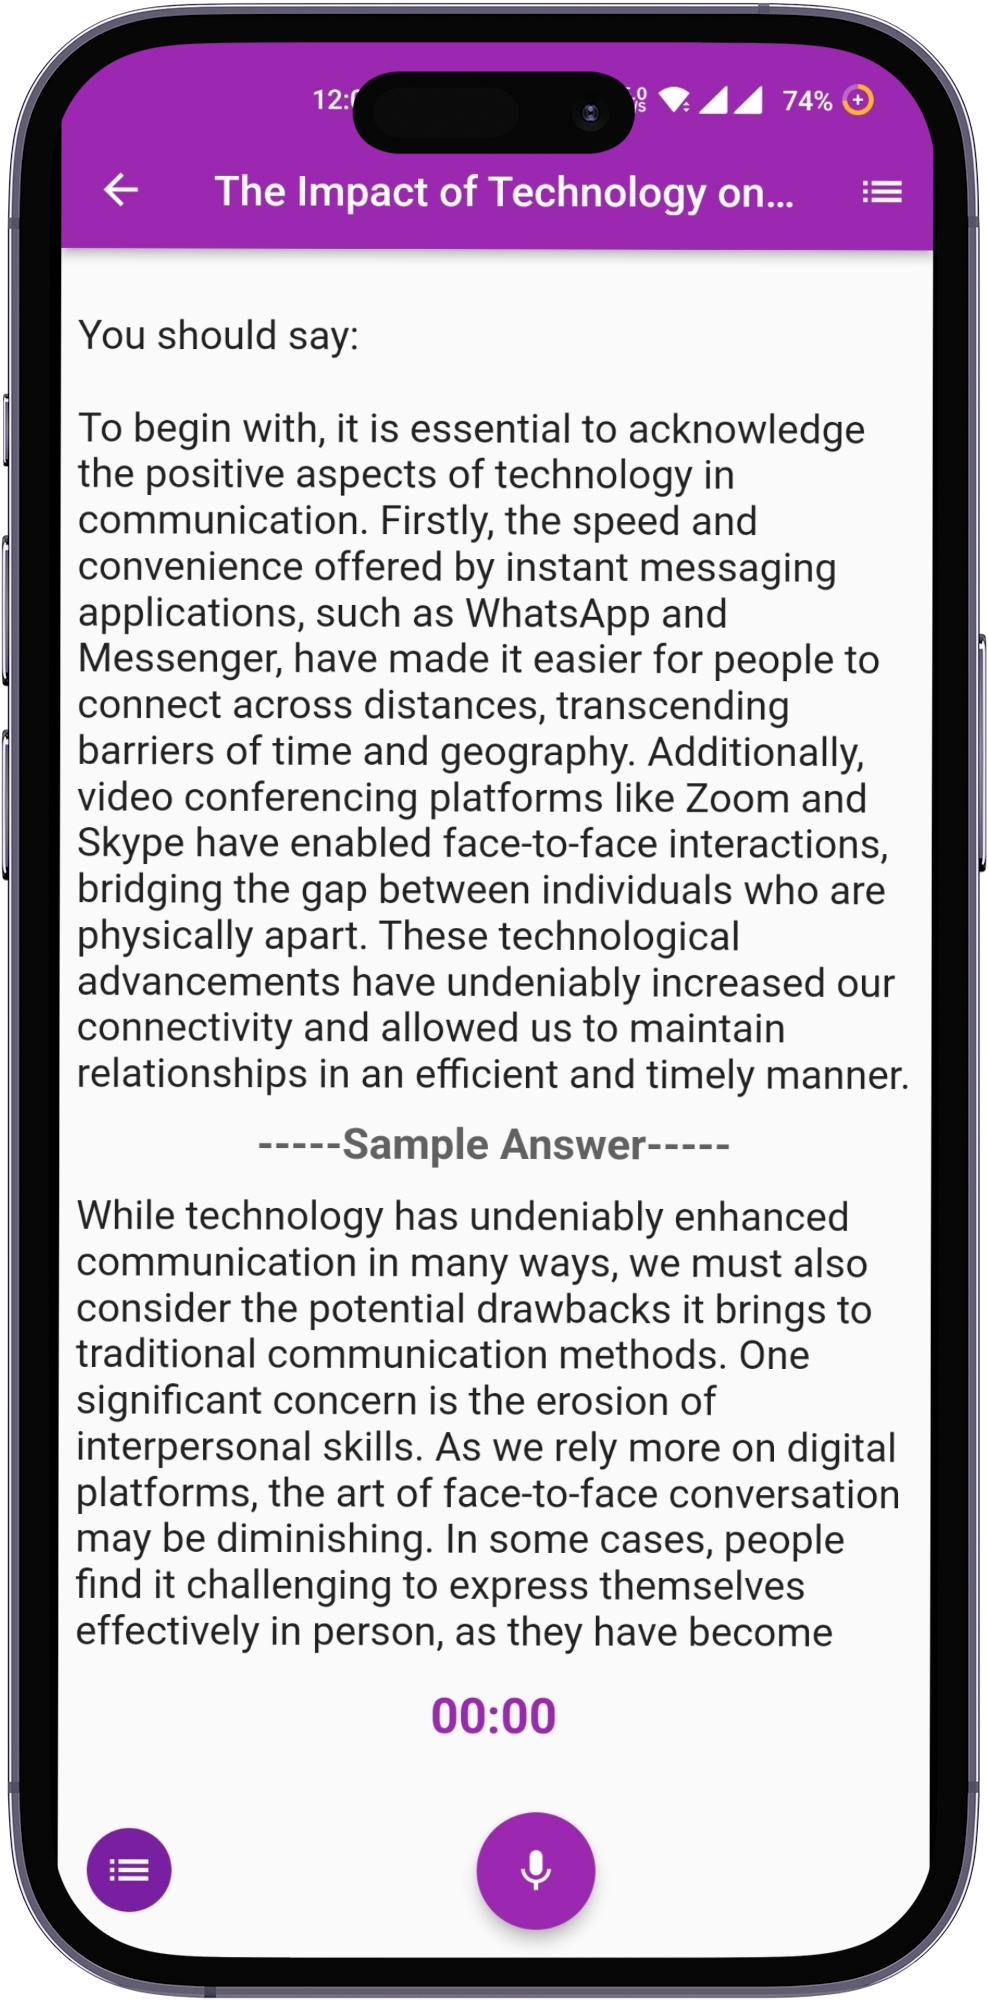 74%
The Impact of Technology on...
You should say:
To begin with, it is essential to acknowledge
the positive aspects of technology in
communication. Firstly, the speed and
convenience offered by instant messaging
applications, such as WhatsApp and
Messenger, have made it easier for people to
connect across distances, transcending
barriers of time and geography. Additionally,
video conferencing platforms like Zoom and
Skype have enabled face-to-face interactions,
bridging the gap between individuals who are
physically apart. These technological
advancements have undeniably increased our
connectivity and allowed us to maintain
relationships in an efficient and timely manner.
-----Sample Answer-----
While technology has undeniably enhanced
communication in many ways, we must also
consider the potential drawbacks it brings to
traditional communication methods. One
significant concern is the erosion of
interpersonal skills. As we rely more on digital
platforms, the art of face-to-face conversation
may be diminishing. In some cases, people
find it challenging to express themselves
effectively in person, as they have become
00:00